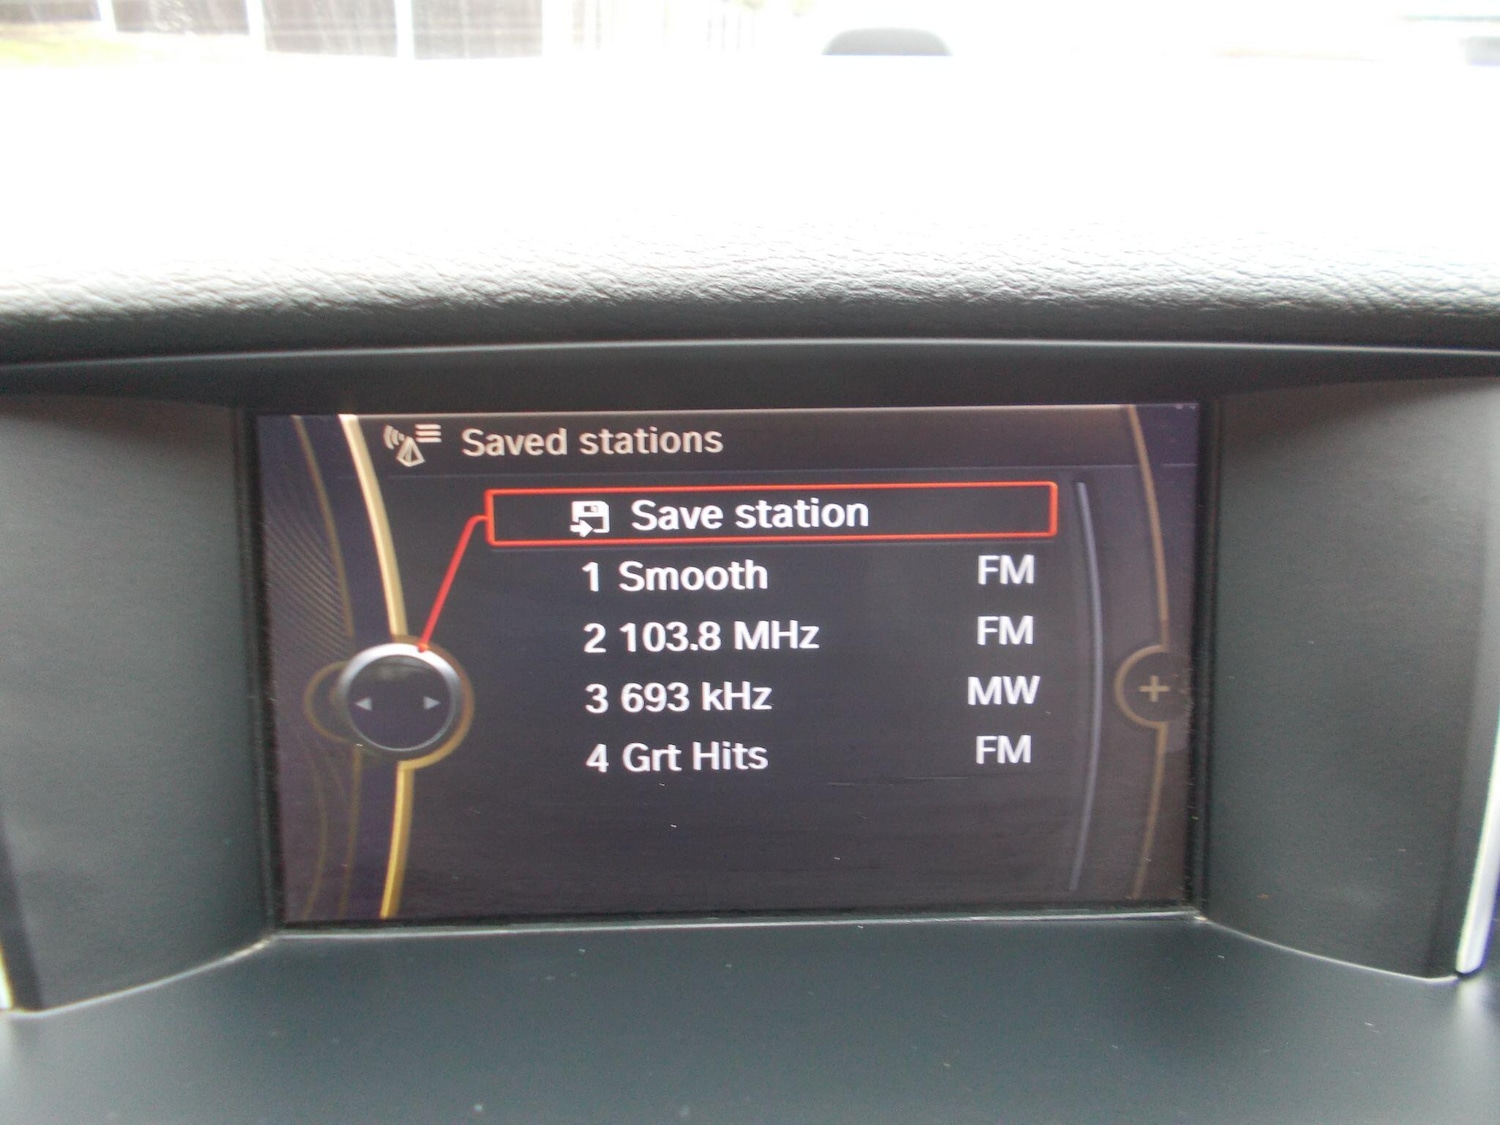 Saved stations
Save station
1 Smooth FM
2 103.8 MHz FM
3 693 kHz MW
4 Grt Hits FM